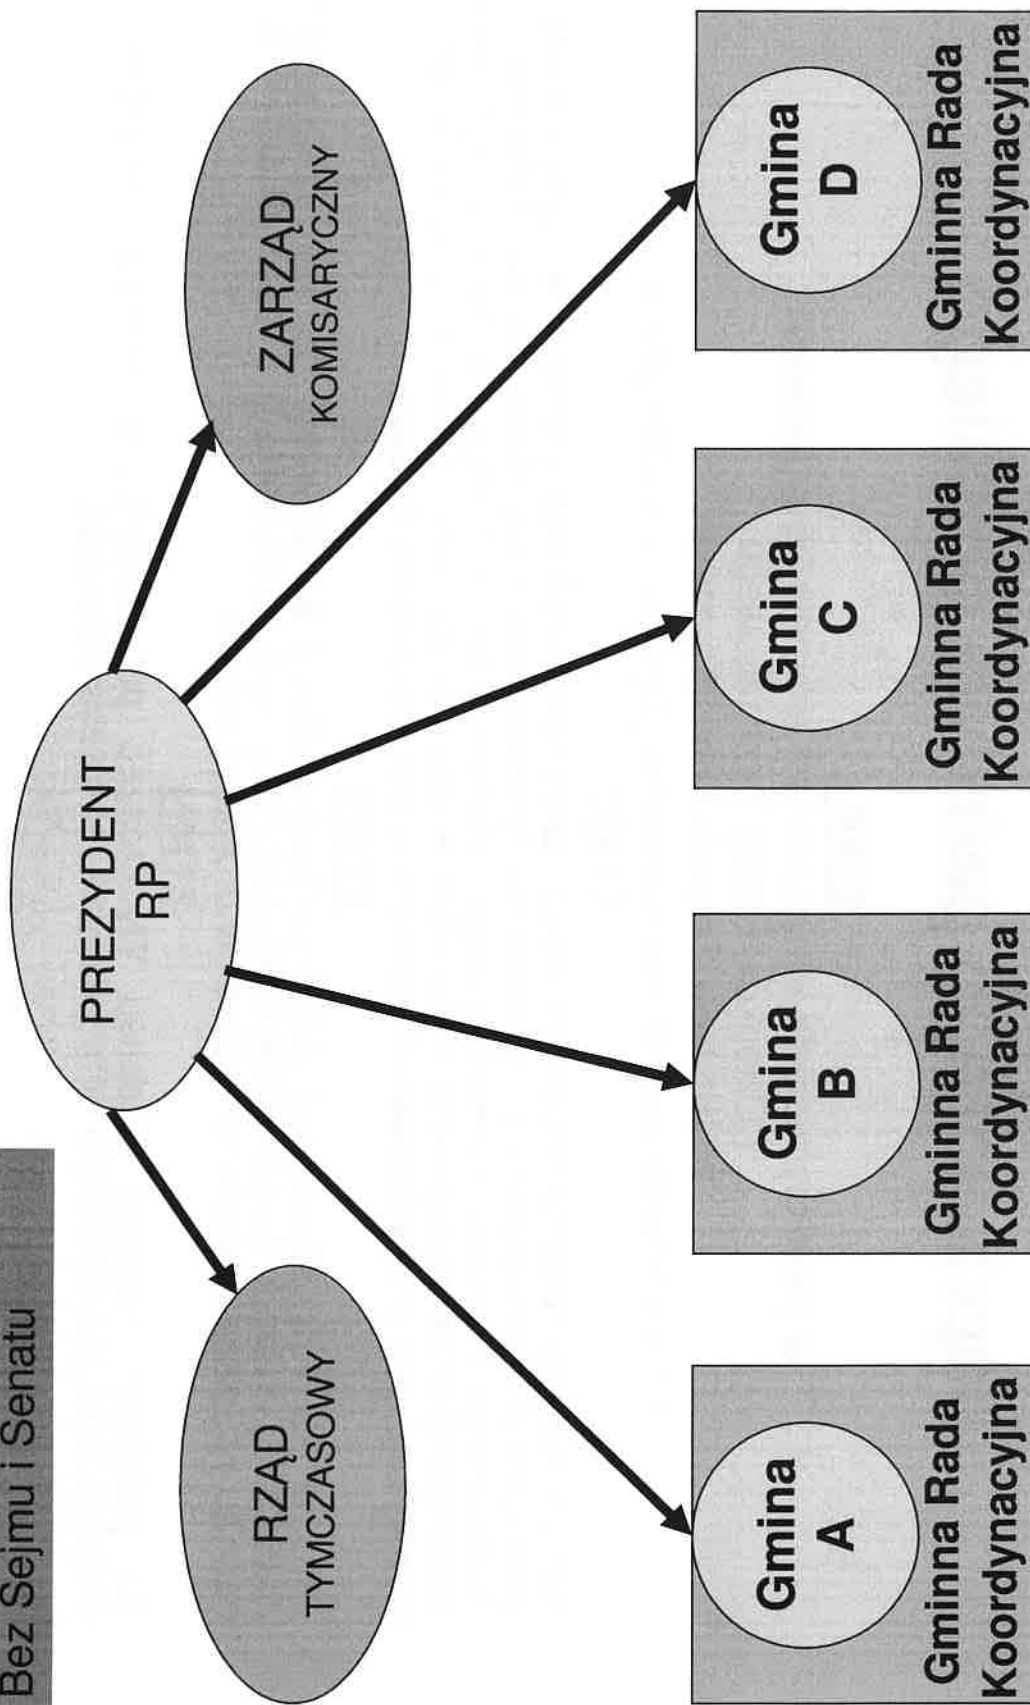 Bez Sejmu i Senatu
PREZYDENT
RP
RZĄD
TYMCZASOWY
ZARZĄD
KOMISARYCZNY
Gmina
A
Gminna Rada
Koordynacyjna
Gmina
B
Gminna Rada
Koordynacyjna
Gmina
C
Gminna Rada
Koordynacyjna
Gmina
D
Gminna Rada
Koordynacyjna